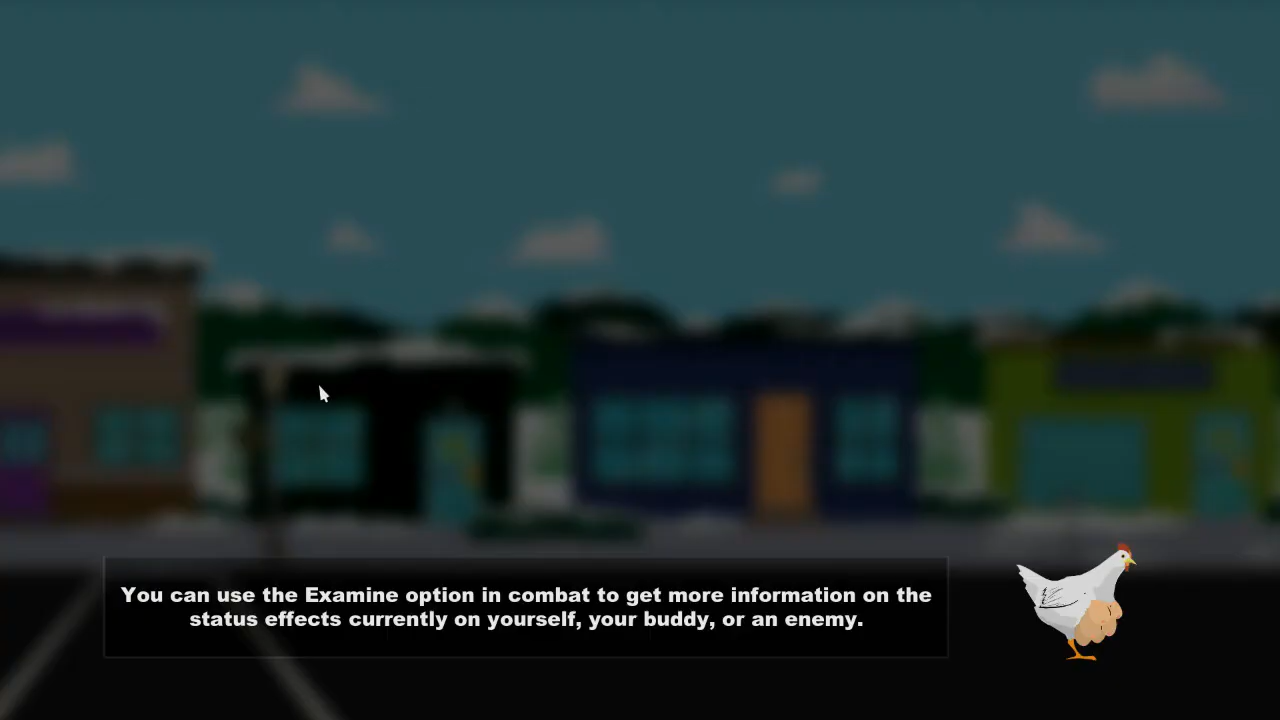 You can use the Examine option in combat to get more information on the
status effects currently on yourself, your buddy, or an enemy.